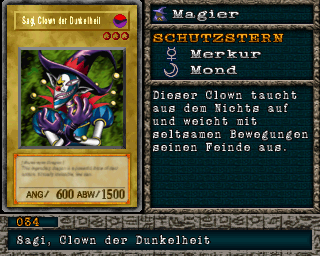 Sagi, Clown der Dunkelheit
ANG/ 600 ABW/1500
Magier
SCHUTZSTERN
Merkur
Mond
Dieser Clown taucht
aus dem Nichts auf
und weicht mit
seltsamen Bewegungen
seinen Feinde aus.
034
Sagi, Clown der Dunkelheit